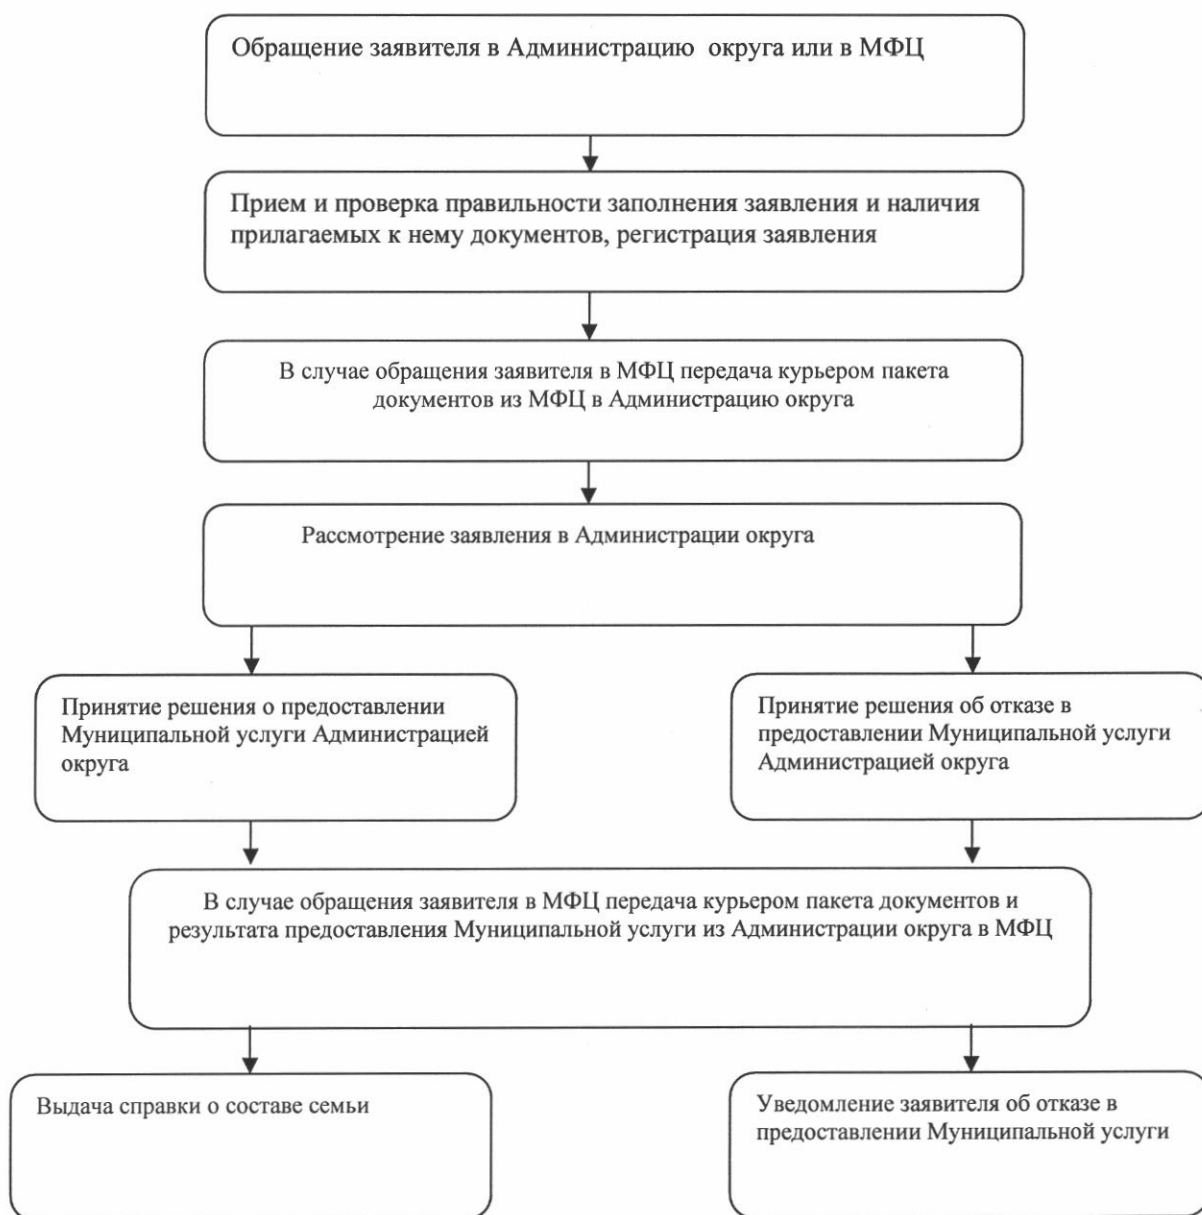 Обращение заявителя в Администрацию округа или в МФЦ
Прием и проверка правильности заполнения заявления и наличия
прилагаемых к нему документов, регистрация заявления
В случае обращения заявителя в МФЦ передача курьером пакета
документов из МФЦ в Администрацию округа
Рассмотрение заявления в Администрации округа
Принятие решения о предоставлении
Муниципальной услуги Администрацией
округа
Принятие решения об отказе в
предоставлении Муниципальной услуги
Администрацией округа
В случае обращения заявителя в МФЦ передача курьером пакета документов и
результата предоставления Муниципальной услуги из Администрации округа в МФЦ
Выдача справки о составе семьи
Уведомление заявителя об отказе в
предоставлении Муниципальной услуги